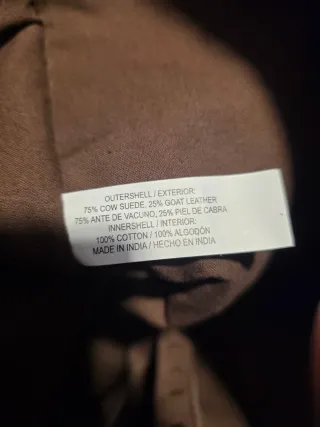 OUTERSHELL / EXTERIOR:
75% COW SUEDE, 25% GOAT LEATHER
75% ANTE DE VACUNO, 25% PIEL DE CABRA
INNERSHELL / INTERIOR:
100% COTTON / 100% ALGODÓN
MADE IN INDIA / HECHO EN INDIA